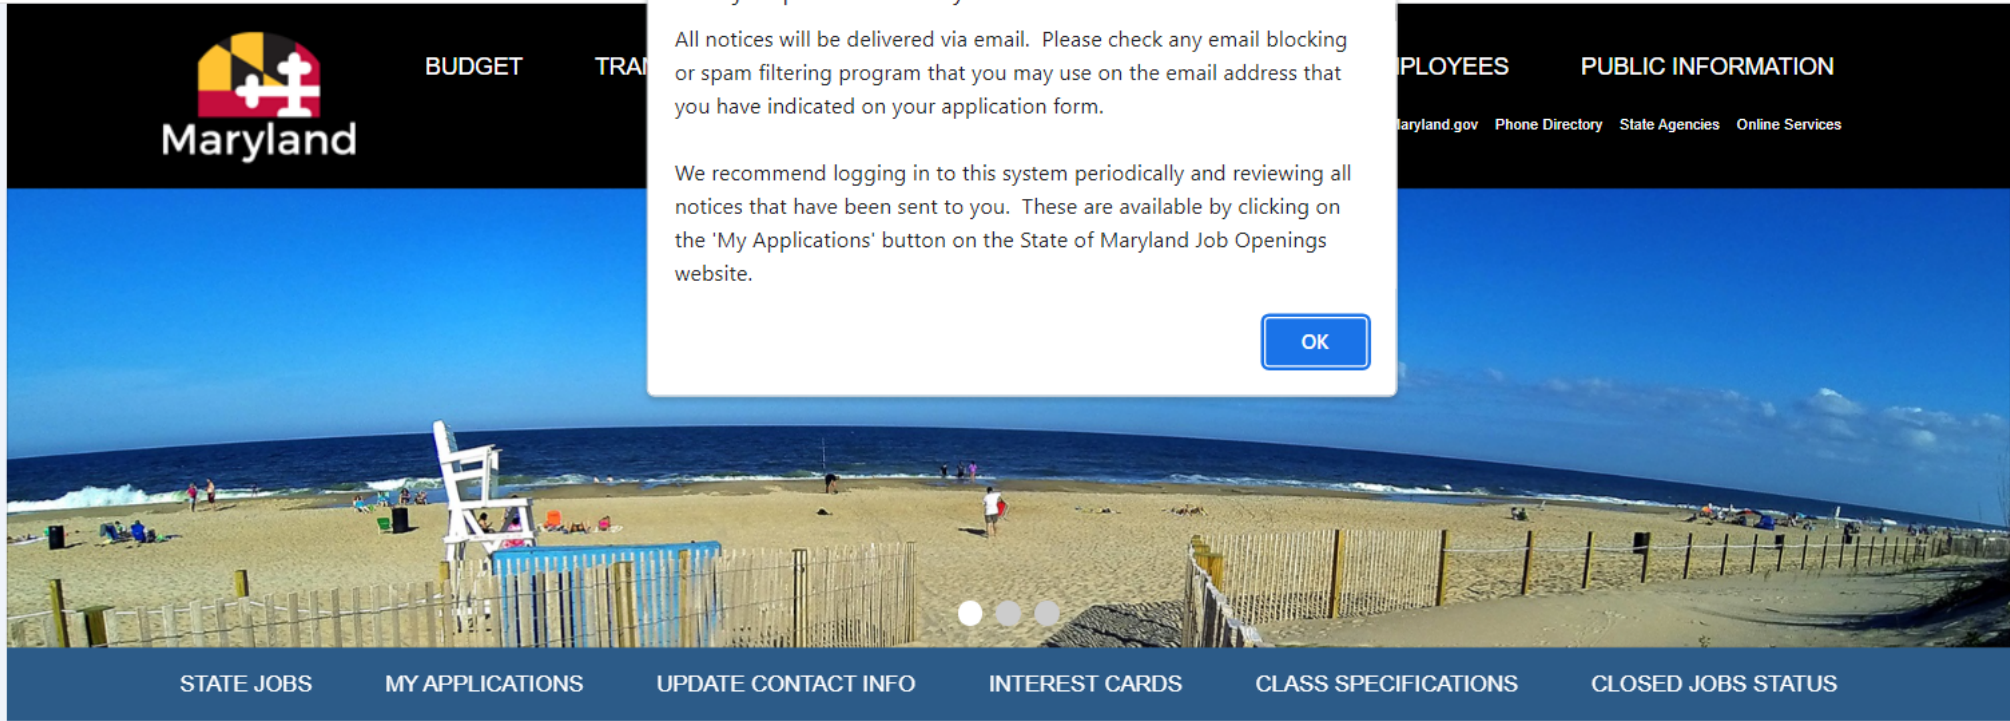 All notices will be delivered via email.  Please check any email blocking
or spam filtering program that you may use on the email address that
you have indicated on your application form.
We recommend logging in to this system periodically and reviewing all
notices that have been sent to you.  These are available by clicking on
the 'My Applications' button on the State of Maryland Job Openings
website.
OK
Maryland
BUDGET
PUBLIC INFORMATION
Phone Directory State Agencies Online Services
STATE JOBS MY APPLICATIONS UPDATE CONTACT INFO INTEREST CARDS CLASS SPECIFICATIONS CLOSED JOBS STATUS